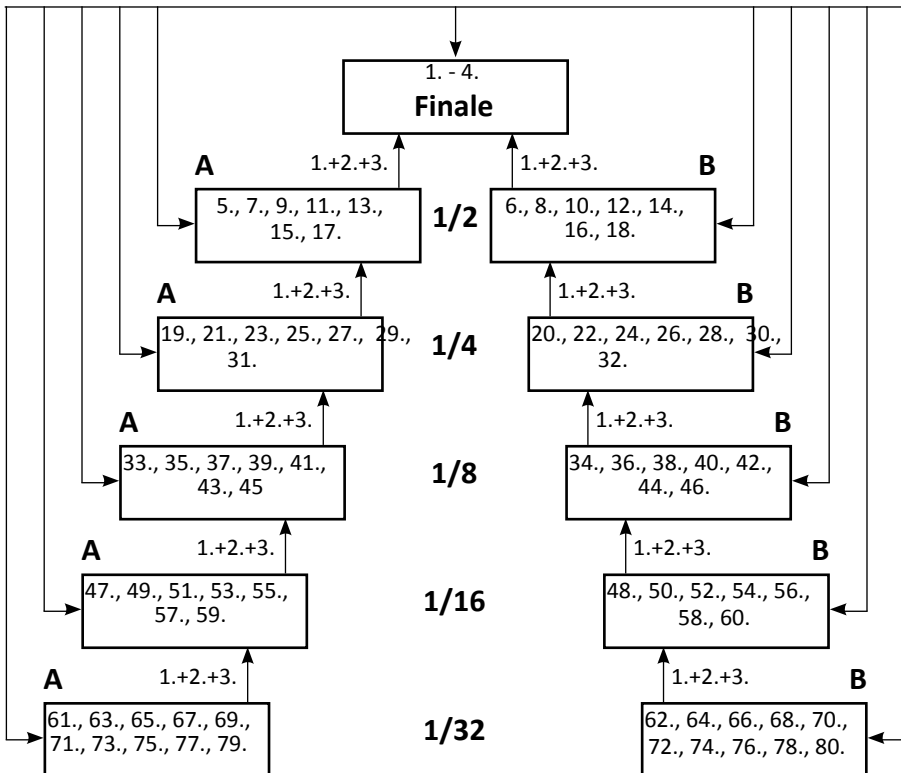 1. - 4.
Finale
1.+2.+3. 1.+2.+3.
A B
5., 7., 9., 11., 13., 1/2 6., 8., 10., 12., 14.,
15., 17. 16., 18.
1.+2.+3. 1.+2.+3.
A B
19., 21., 23., 25., 27., 29., 1/4 20., 22., 24., 26., 28., 30.,
31. 32.
1.+2.+3. 1.+2.+3.
A B
33., 35., 37., 39., 41., 1/8 34., 36., 38., 40., 42.,
43., 45 44., 46.
1.+2.+3. 1.+2.+3.
A B
47., 49., 51., 53., 55., 1/16 48., 50., 52., 54., 56.,
57., 59. 58., 60.
1.+2.+3. 1.+2.+3.
A B
61., 63., 65., 67., 69., 1/32 62., 64., 66., 68., 70.,
71., 73., 75., 77., 79. 72., 74., 76., 78., 80.